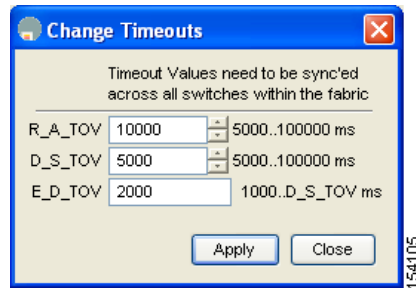 Change Timeouts
Timeout Values need to be sync'ed
across all switches within the fabric
R_A_TOV 10000 5000..100000 ms
D_S_TOV 5000 5000..100000 ms
E_D_TOV 2000 1000..D_S_TOV ms
Apply Close
154105